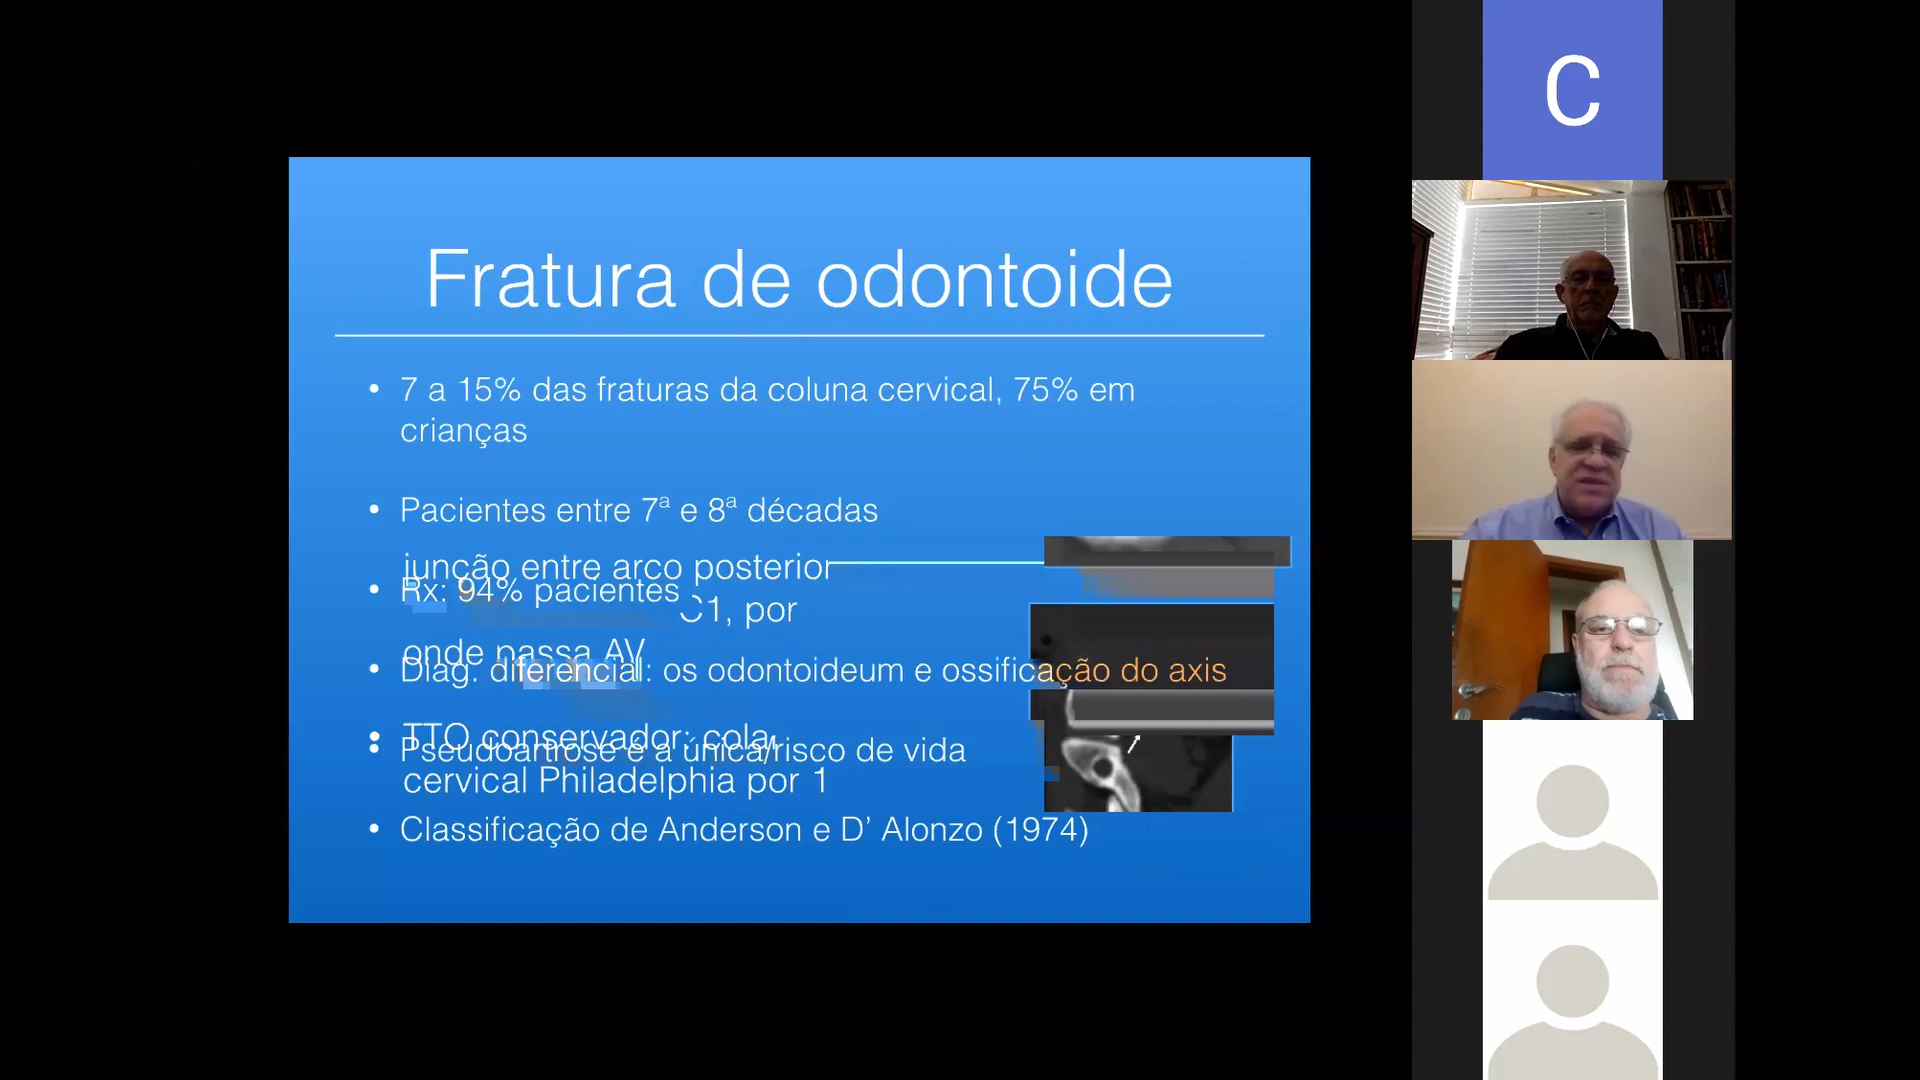 C
Fratura de odontoide
• 7 a 15% das fraturas da coluna cervical, 75% em
crianças
• Pacientes entre 7ª e 8ª décadas
junção entre arco posterior
• Rx: 94% pacientes
C1, por
onde passa AV
• Diag. diferencial: os odontoideum e ossificação do axis
• TTO conservador: colar
• Pseudoartrose é a única/risco de vida
cervical Philadelphia por 1
• Classificação de Anderson e D’ Alonzo (1974)